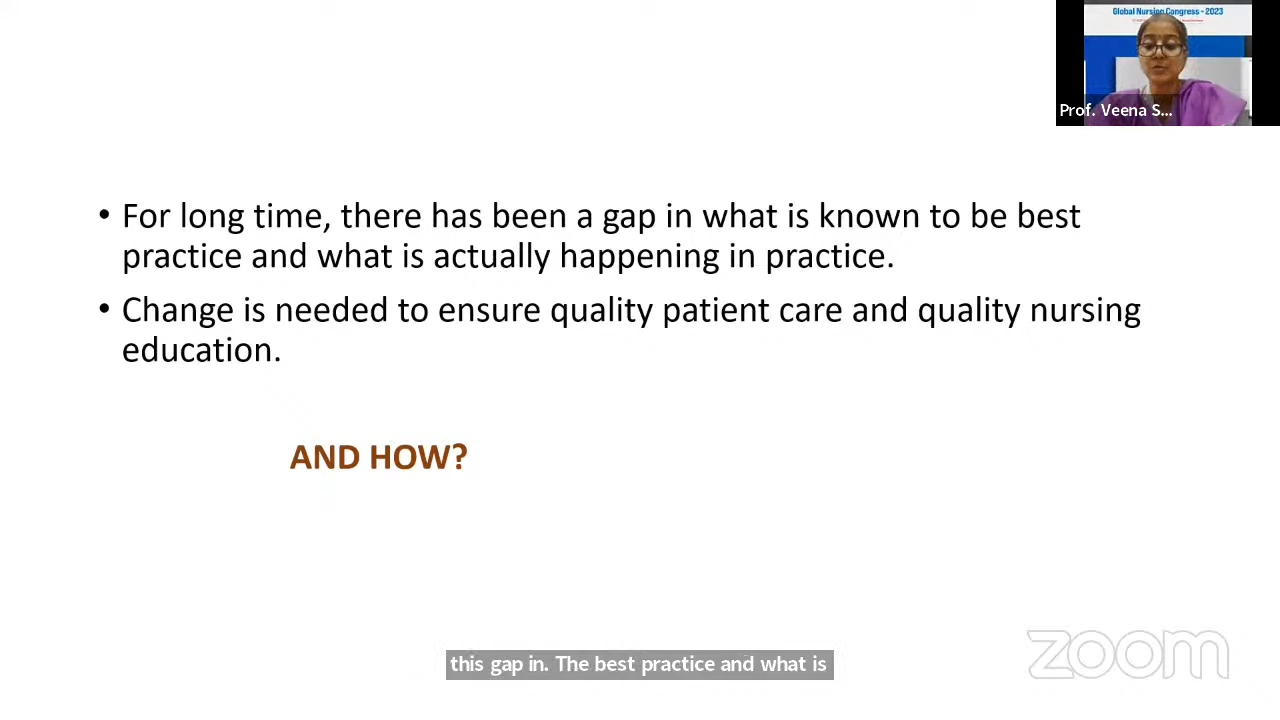 Global Nursing Congress - 2023
Prof. Veena S...
• For long time, there has been a gap in what is known to be best
practice and what is actually happening in practice.
• Change is needed to ensure quality patient care and quality nursing
education.
AND HOW?
this gap in. The best practice and what is
zoom